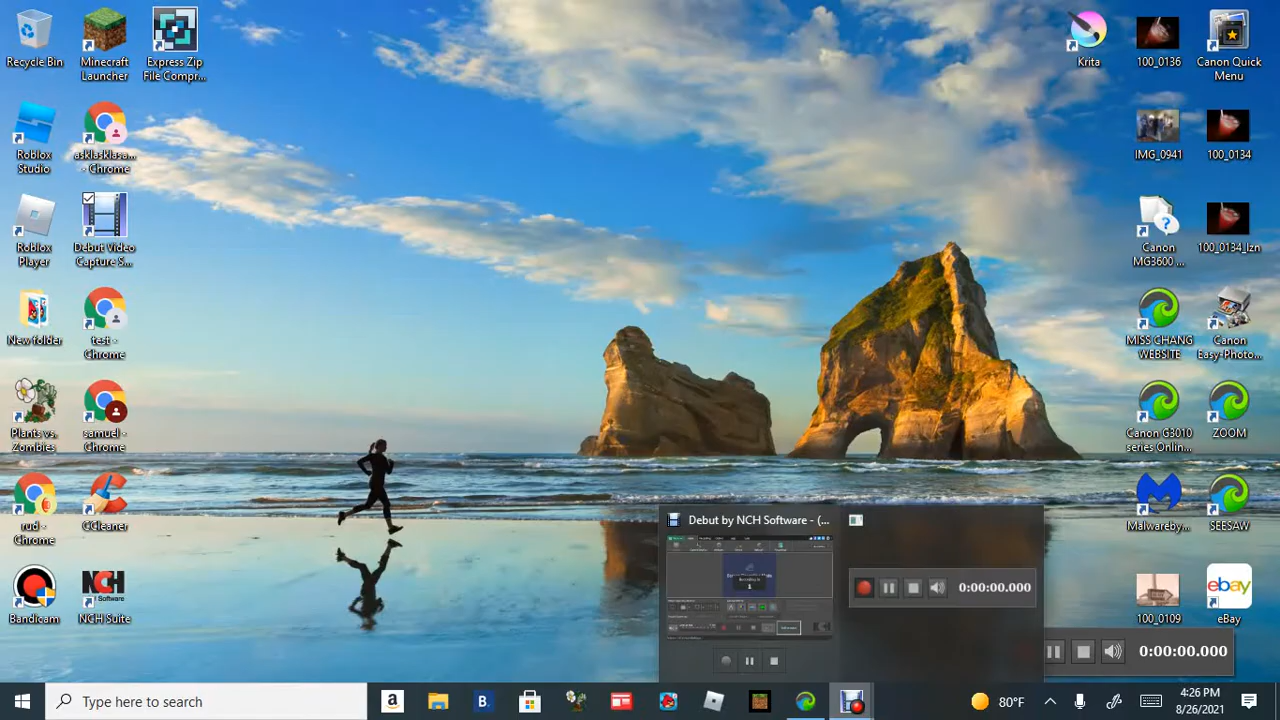 Recycle Bin
Minecraft
Launcher
Express Zip
File Compr...
Roblox
Studio
asklasklasa...
- Chrome
Roblox
Player
Debut Video
Capture S...
New folder
test -
Chrome
Plants vs.
Zombies
samuel -
Chrome
rud -
Chrome
CCleaner
Bandicam
NCH
NCH Suite
Krita
100_0136
Canon Quick
Menu
IMG_0941
100_0134
Canon
MG3600 ...
100_0134_lzn
MISS CHANG
WEBSITE
Canon
Easy-Photo...
Canon G3010
series Onlin...
ZOOM
Malwareby...
SEESAW
100_0109
ebay
eBay
Debut by NCH Software - (...
0:00:00.000
0:00:00.000
Type here to search
a
B
80°F
4:26 PM
8/26/2021